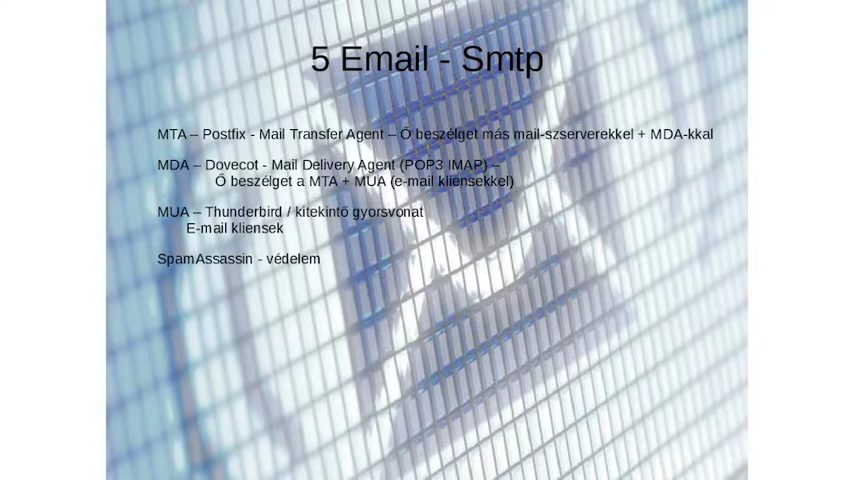 5 Email - Smtp
MTA – Postfix - Mail Transfer Agent – Ő beszélget más mail-szserverekkel + MDA-kkal
MDA – Dovecot - Mail Delivery Agent (POP3 IMAP) –
Ő beszélget a MTA + MUA (e-mail kliensekkel)
MUA – Thunderbird / kitekintő gyorsvonat
E-mail kliensek
SpamAssassin - védelem